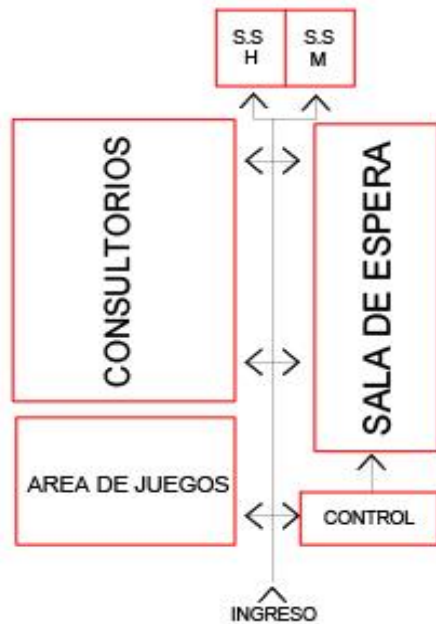 S.S
H
S.S
M
CONSULTORIOS
SALA DE ESPERA
AREA DE JUEGOS
CONTROL
INGRESO